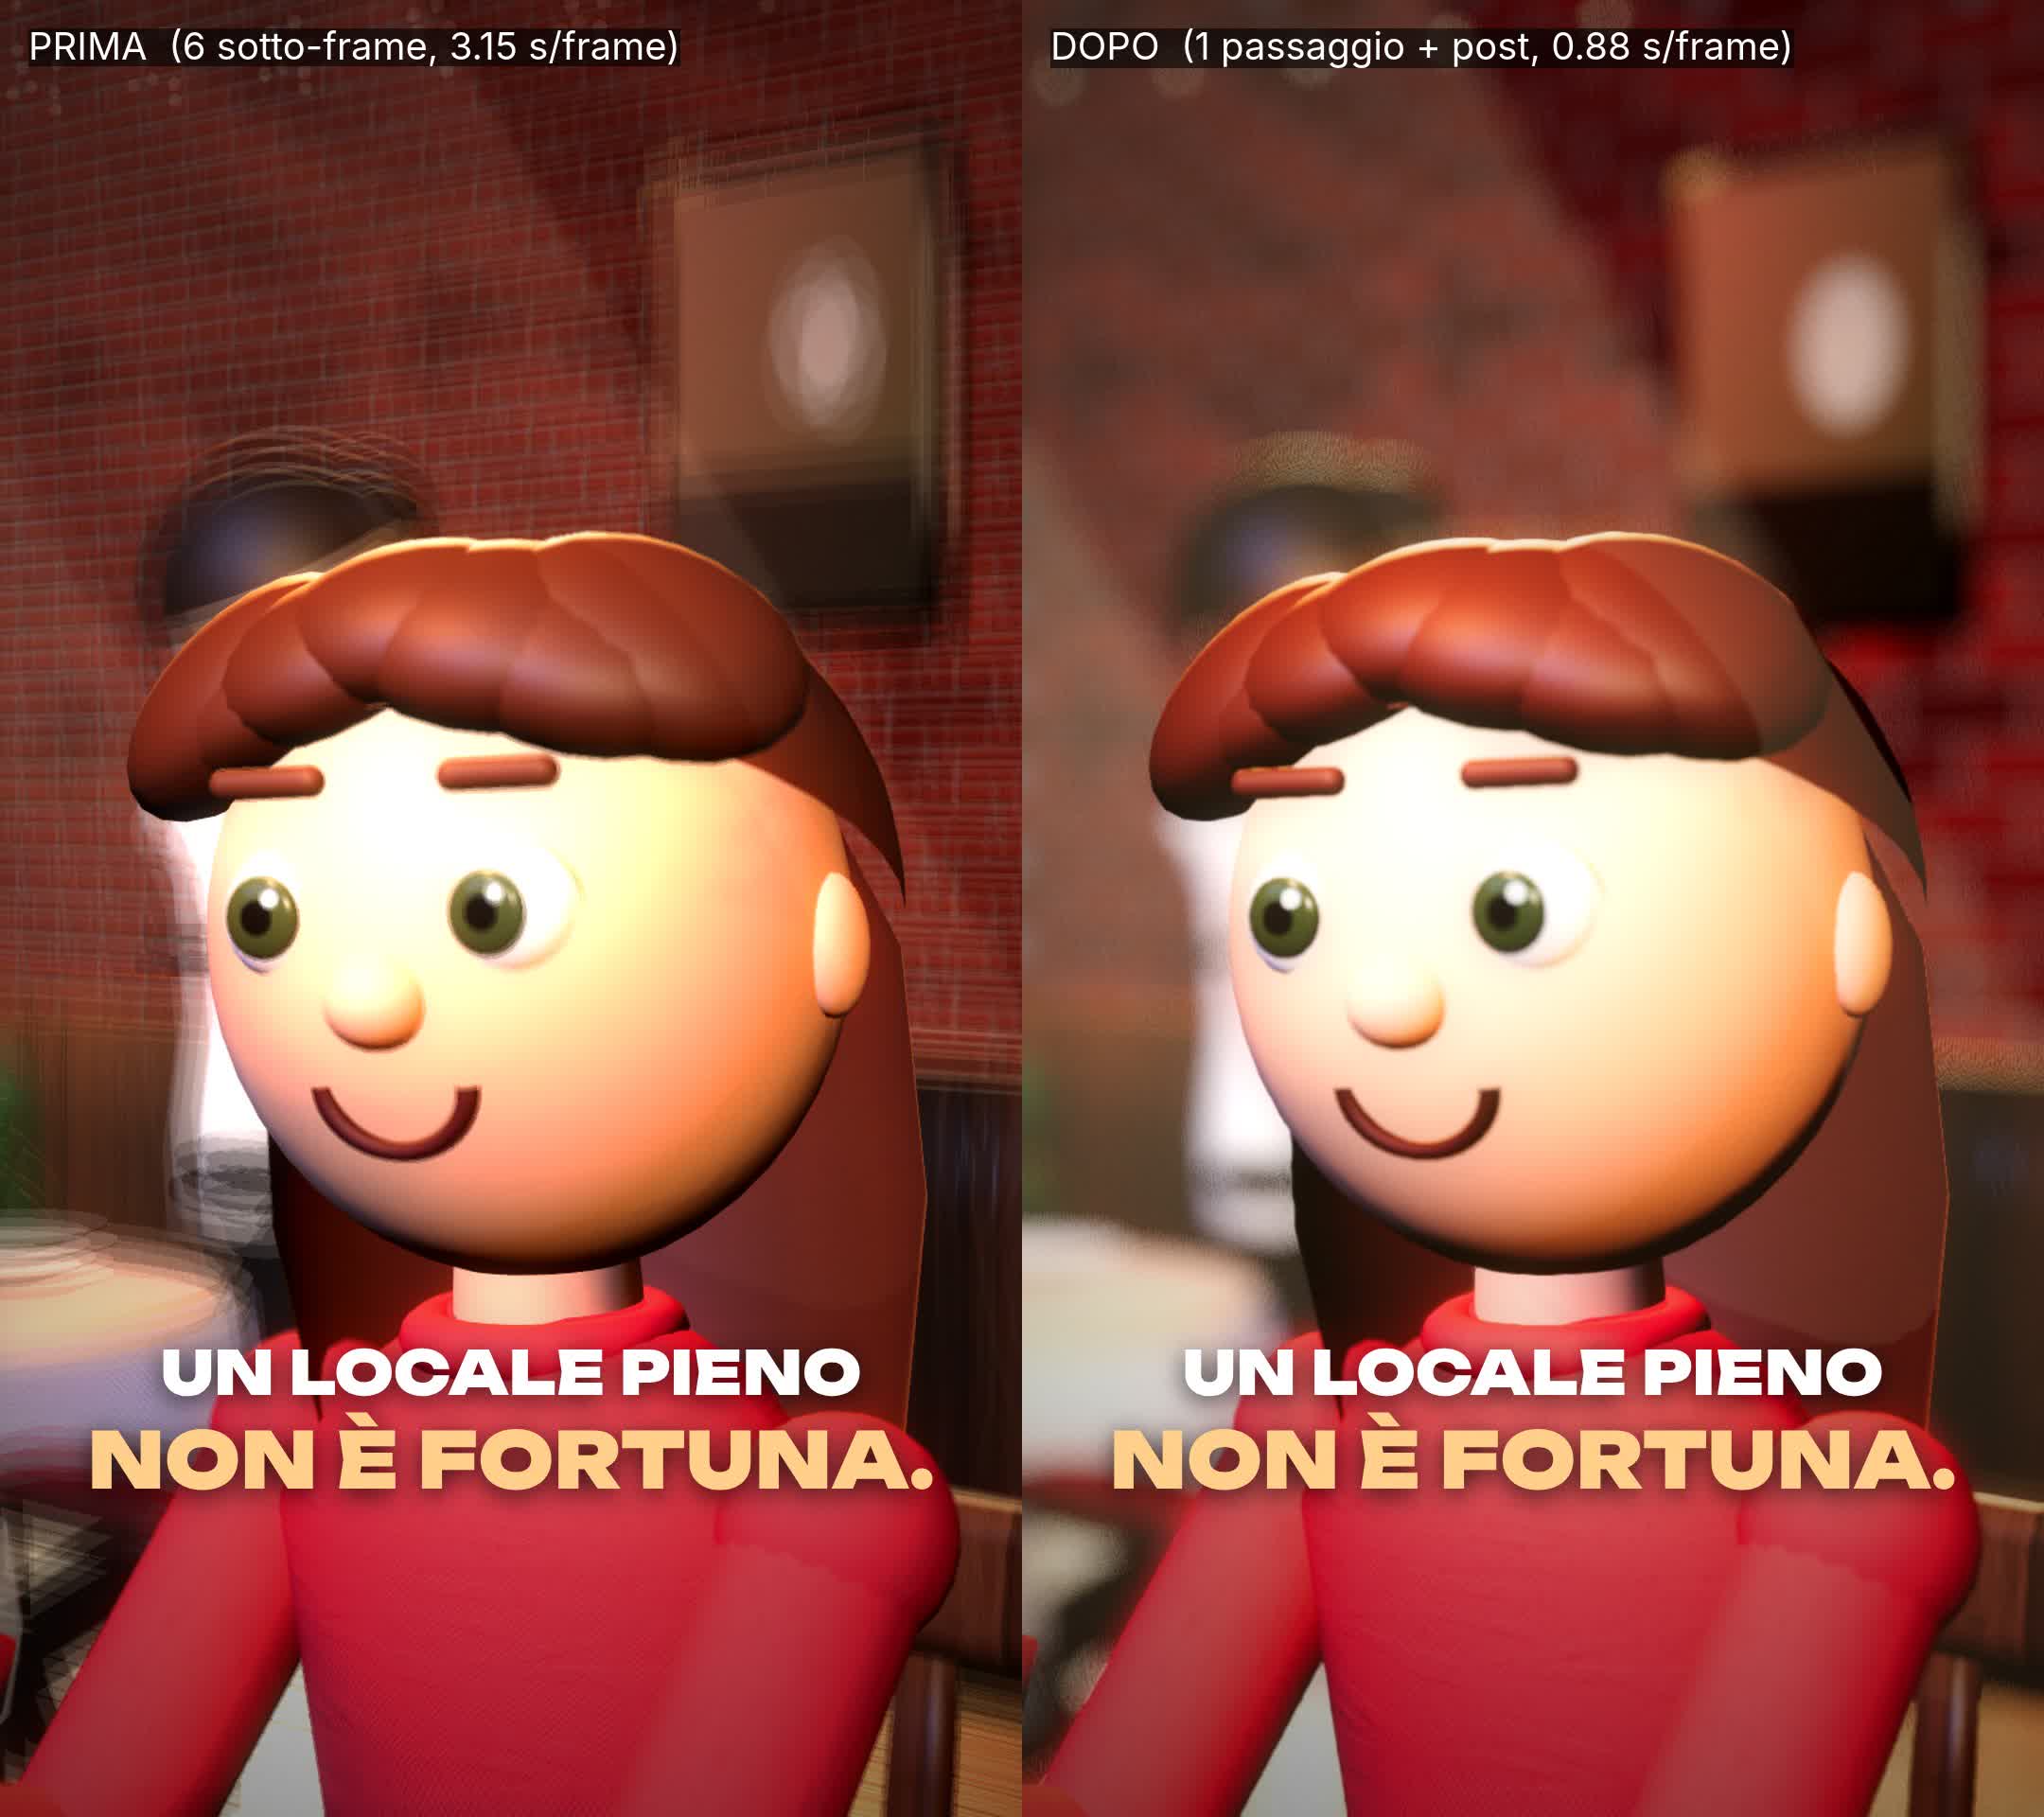 PRIMA (6 sotto-frame, 3.15 s/frame)
DOPO (1 passaggio + post, 0.88 s/frame)
UN LOCALE PIENO
NON È FORTUNA.
UN LOCALE PIENO
NON È FORTUNA.